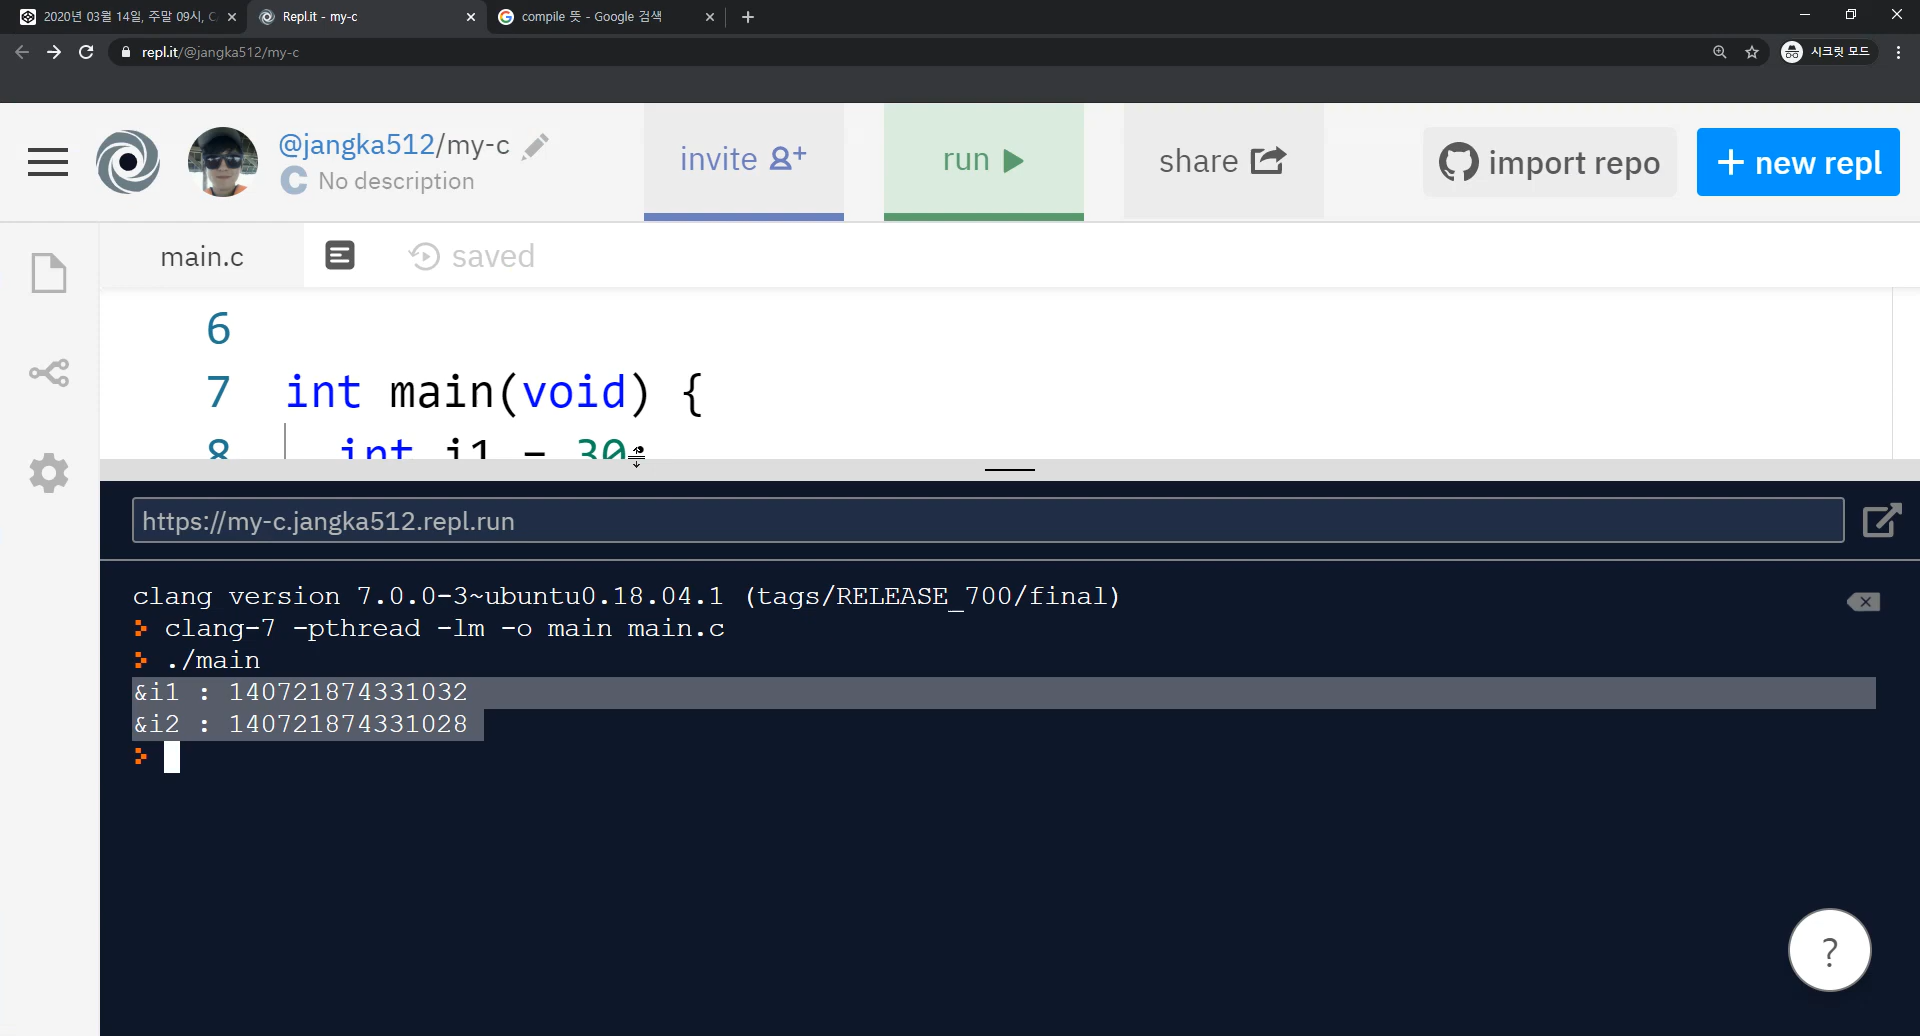 2020년 03월 14일, 주말 09시, C
Repl.it - my-c
compile 뜻 - Google 검색
repl.it/@jangka512/my-c
시크릿 모드
@jangka512/my-c
C No description
invite
run
share
import repo
+ new repl
main.c
saved
6
7 int main(void) {
8 int i1 = 30;
https://my-c.jangka512.repl.run
clang version 7.0.0-3~ubuntu0.18.04.1 (tags/RELEASE_700/final)
> clang-7 -pthread -lm -o main main.c
> ./main
&i1 : 140721874331032
&i2 : 140721874331028
>
?